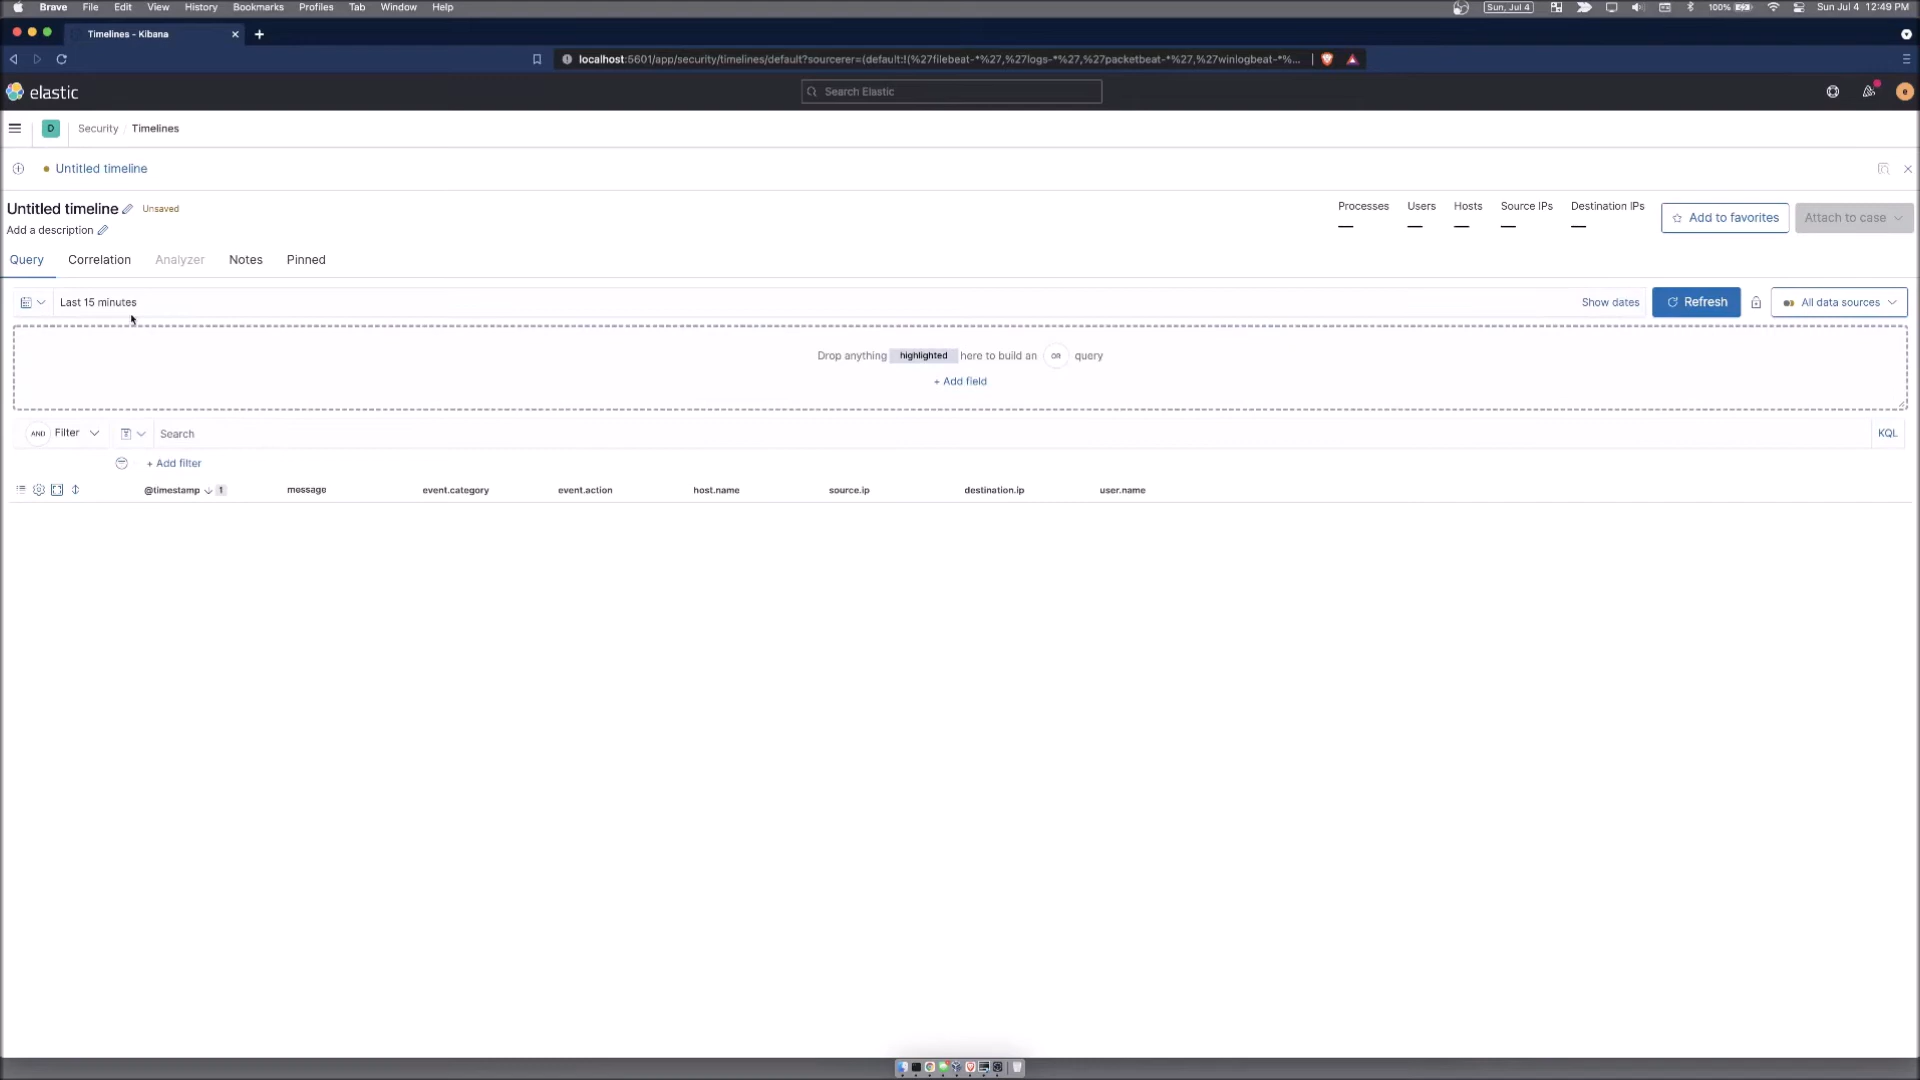 Brave File Edit View History Bookmarks Profiles Tab Window Help Sun, Jul 4 100% Sun Jul 4 12:49 PM
Timelines - Kibana
localhost:5601/app/security/timelines/default?sourcerer=(default:!(%27filebeat-*%27,%27logs-*%27,%27packetbeat-*%27,%27winlogbeat-*%...
elastic Search Elastic e
D Security / Timelines
Untitled timeline
Untitled timeline Unsaved
Add a description
Processes Users Hosts Source IPs Destination IPs Add to favorites Attach to case
— — — — —
Query Correlation Analyzer Notes Pinned
Last 15 minutes Show dates Refresh All data sources
Drop anything highlighted here to build an OR query
+ Add field
AND Filter Search KQL
+ Add filter
@timestamp 1 message event.category event.action host.name source.ip destination.ip user.name